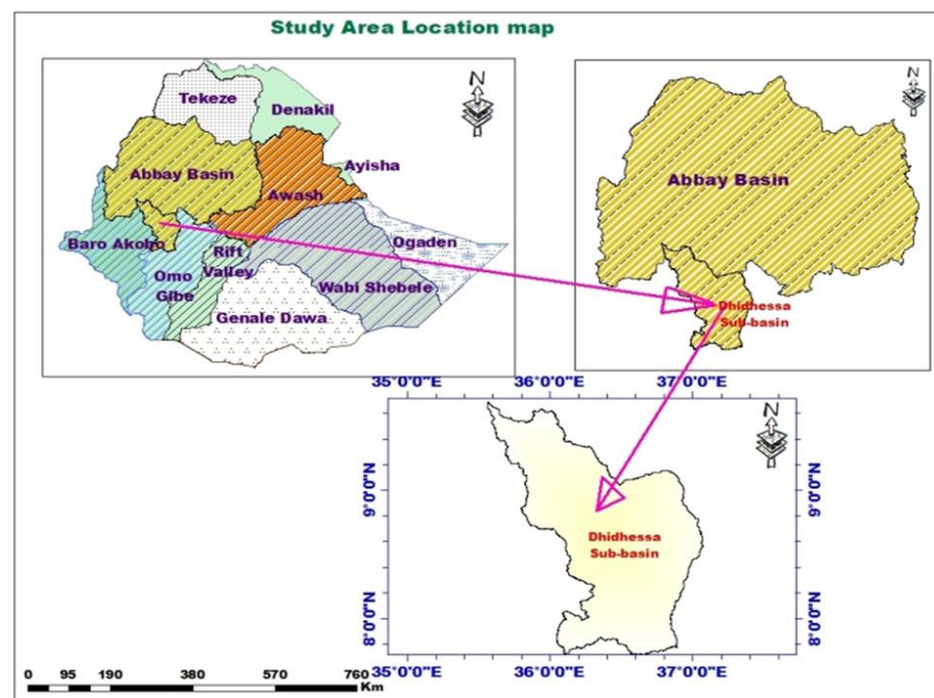 Study Area Location map
N
Tekeze
Denakil
Ayisha
Abbay Basin
Awash
Baro Akobo
Rift
Valley
Ogaden
Omo
Gibe
Wabi Shebele
Genale Dawa
N
Abbay Basin
Dhidhessa
Sub-basin
35°0'0"E 36°0'0"E 37°0'0"E
N
9°0'0"N 9°0'0"N
Dhidhessa
Sub-basin
8°0'0"N 8°0'0"N
35°0'0"E 36°0'0"E 37°0'0"E
0 95 190 380 570 760
Km